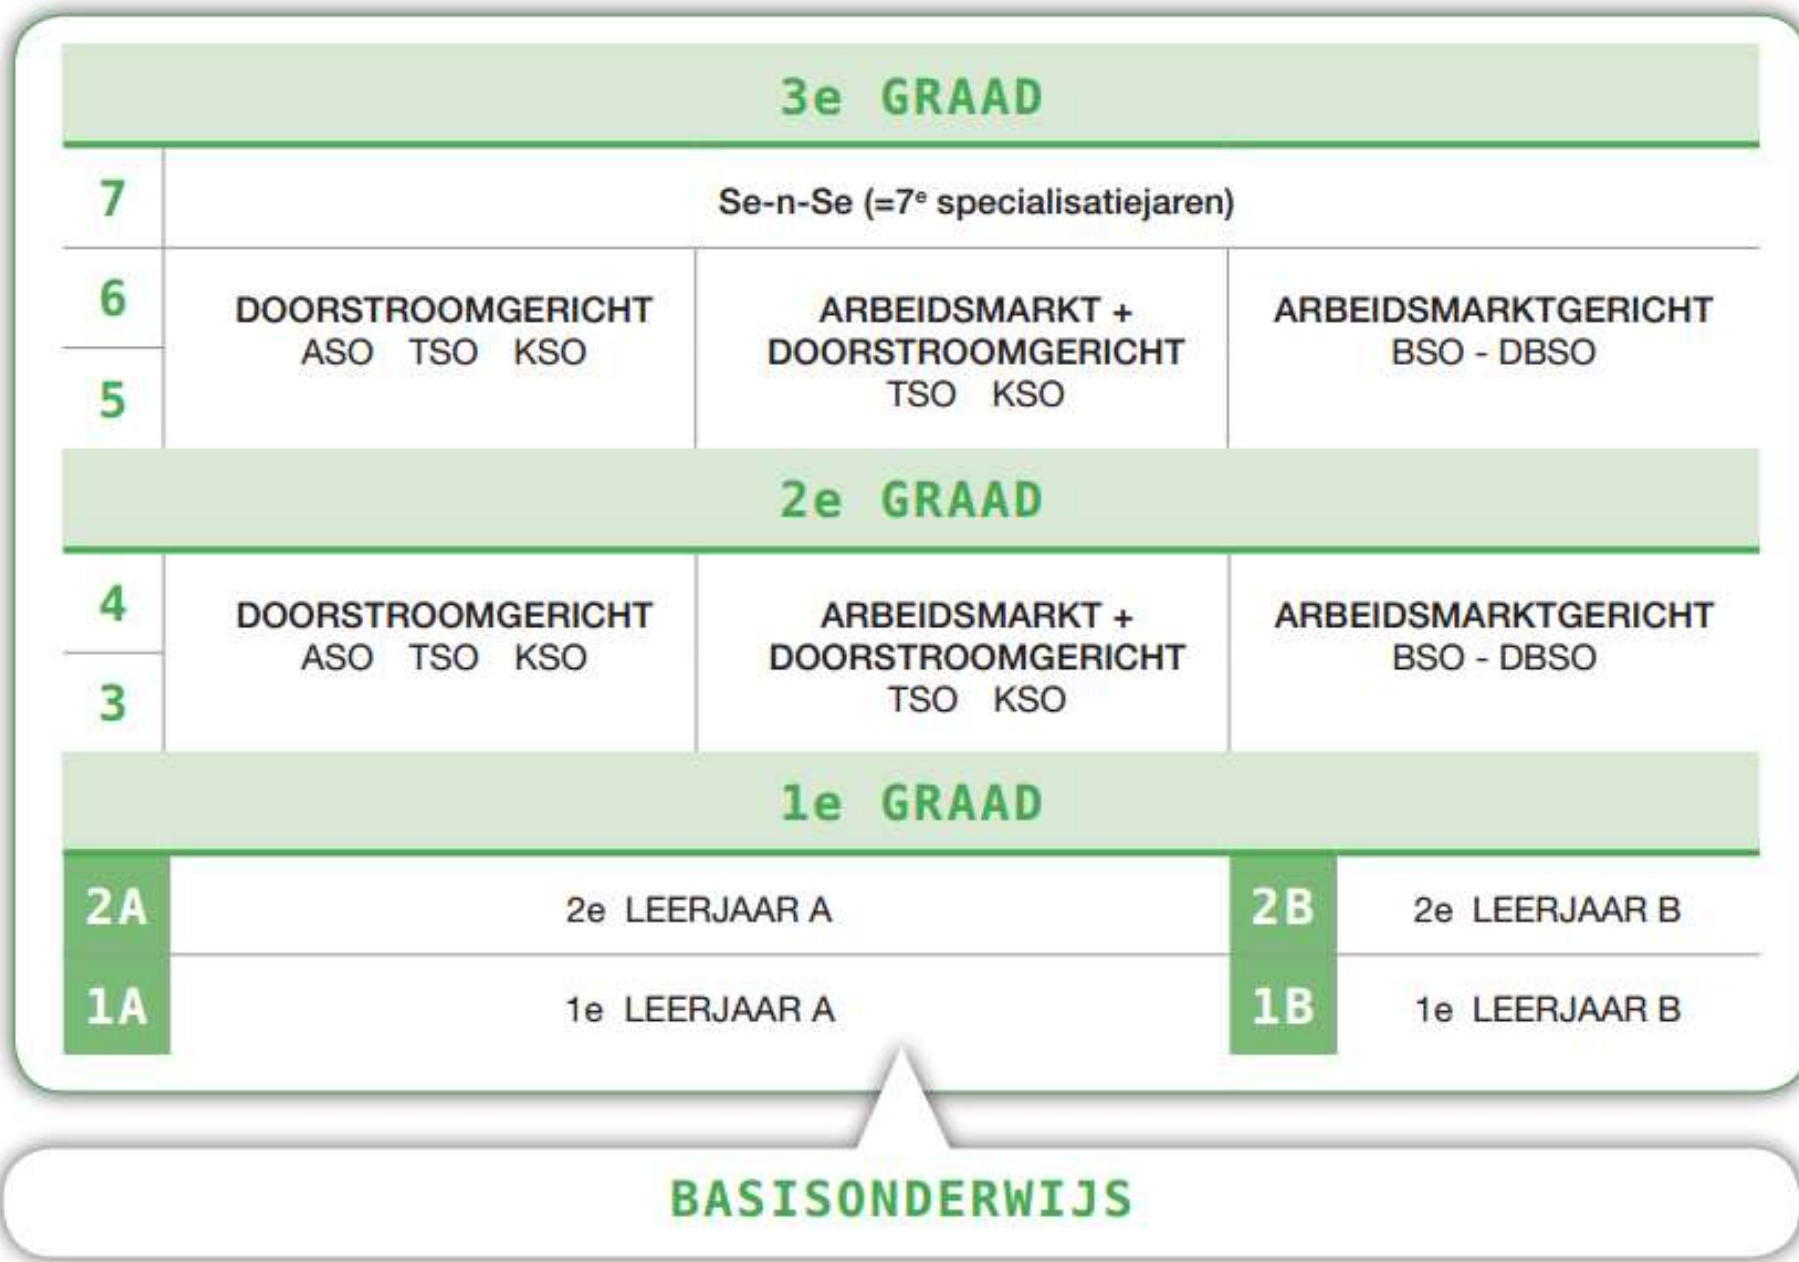 3e GRAAD
7
Se-n-Se (=7e specialisatiejaren)
6
5
DOORSTROOMGERICHT
ASO TSO KSO
ARBEIDSMARKT +
DOORSTROOMGERICHT
TSO KSO
ARBEIDSMARKTGERICHT
BSO - DBSO
2e GRAAD
4
3
DOORSTROOMGERICHT
ASO TSO KSO
ARBEIDSMARKT +
DOORSTROOMGERICHT
TSO KSO
ARBEIDSMARKTGERICHT
BSO - DBSO
1e GRAAD
2A
2e LEERJAAR A
2B
2e LEERJAAR B
1A
1e LEERJAAR A
1B
1e LEERJAAR B
BASISONDERWIJS